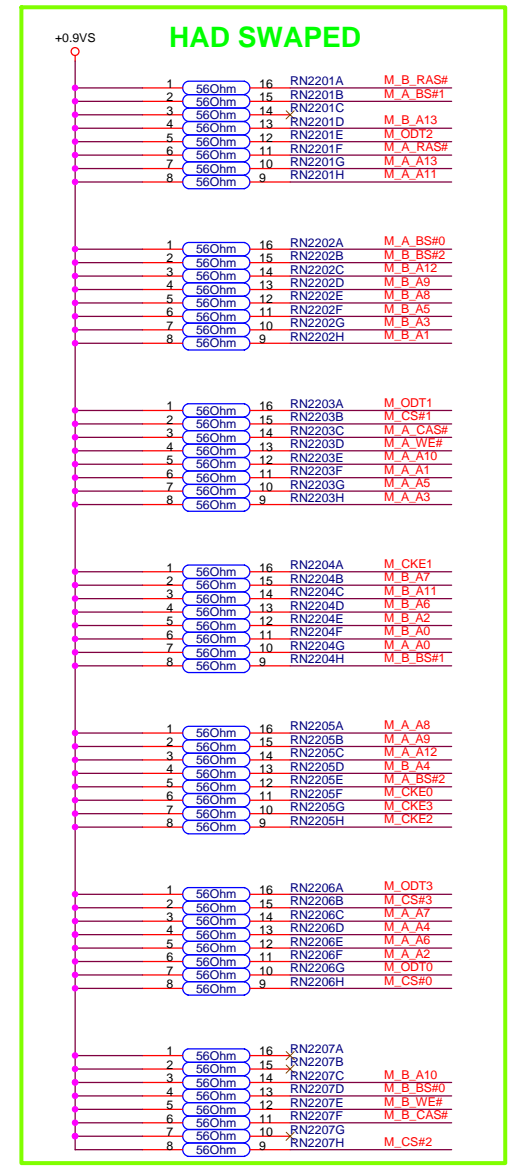 HAD SWAPED
+0.9VS
1 56Ohm 16 RN2201A M_B_RAS#
2 56Ohm 15 RN2201B M_A_BS#1
3 56Ohm 14 RN2201C
4 56Ohm 13 RN2201D M_B_A13
5 56Ohm 12 RN2201E M_ODT2
6 56Ohm 11 RN2201F M_A_RAS#
7 56Ohm 10 RN2201G M_A_A13
8 56Ohm 9 RN2201H M_A_A11
1 56Ohm 16 RN2202A M_A_BS#0
2 56Ohm 15 RN2202B M_B_BS#2
3 56Ohm 14 RN2202C M_B_A12
4 56Ohm 13 RN2202D M_B_A9
5 56Ohm 12 RN2202E M_B_A8
6 56Ohm 11 RN2202F M_B_A5
7 56Ohm 10 RN2202G M_B_A3
8 56Ohm 9 RN2202H M_B_A1
1 56Ohm 16 RN2203A M_ODT1
2 56Ohm 15 RN2203B M_CS#1
3 56Ohm 14 RN2203C M_A_CAS#
4 56Ohm 13 RN2203D M_A_WE#
5 56Ohm 12 RN2203E M_A_A10
6 56Ohm 11 RN2203F M_A_A1
7 56Ohm 10 RN2203G M_A_A5
8 56Ohm 9 RN2203H M_A_A3
1 56Ohm 16 RN2204A M_CKE1
2 56Ohm 15 RN2204B M_B_A7
3 56Ohm 14 RN2204C M_B_A11
4 56Ohm 13 RN2204D M_B_A6
5 56Ohm 12 RN2204E M_B_A2
6 56Ohm 11 RN2204F M_B_A0
7 56Ohm 10 RN2204G M_A_A0
8 56Ohm 9 RN2204H M_B_BS#1
1 56Ohm 16 RN2205A M_A_A8
2 56Ohm 15 RN2205B M_A_A9
3 56Ohm 14 RN2205C M_A_A12
4 56Ohm 13 RN2205D M_B_A4
5 56Ohm 12 RN2205E M_A_BS#2
6 56Ohm 11 RN2205F M_CKE0
7 56Ohm 10 RN2205G M_CKE3
8 56Ohm 9 RN2205H M_CKE2
1 56Ohm 16 RN2206A M_ODT3
2 56Ohm 15 RN2206B M_CS#3
3 56Ohm 14 RN2206C M_A_A7
4 56Ohm 13 RN2206D M_A_A4
5 56Ohm 12 RN2206E M_A_A6
6 56Ohm 11 RN2206F M_A_A2
7 56Ohm 10 RN2206G M_ODT0
8 56Ohm 9 RN2206H M_CS#0
1 56Ohm 16 RN2207A
2 56Ohm 15 RN2207B
3 56Ohm 14 RN2207C M_B_A10
4 56Ohm 13 RN2207D M_B_BS#0
5 56Ohm 12 RN2207E M_B_WE#
6 56Ohm 11 RN2207F M_B_CAS#
7 56Ohm 10 RN2207G
8 56Ohm 9 RN2207H M_CS#2